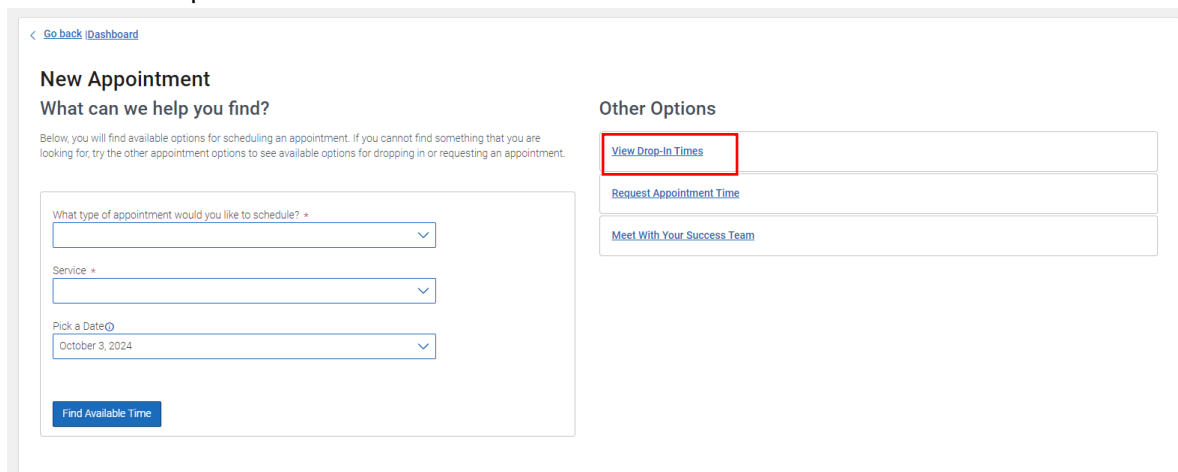 Go back |Dashboard
New Appointment
What can we help you find?
Below, you will find available options for scheduling an appointment. If you cannot find something that you are
looking for, try the other appointment options to see available options for dropping in or requesting an appointment.
What type of appointment would you like to schedule? *
Service *
Pick a Date
October 3, 2024
Find Available Time
Other Options
View Drop-In Times
Request Appointment Time
Meet With Your Success Team